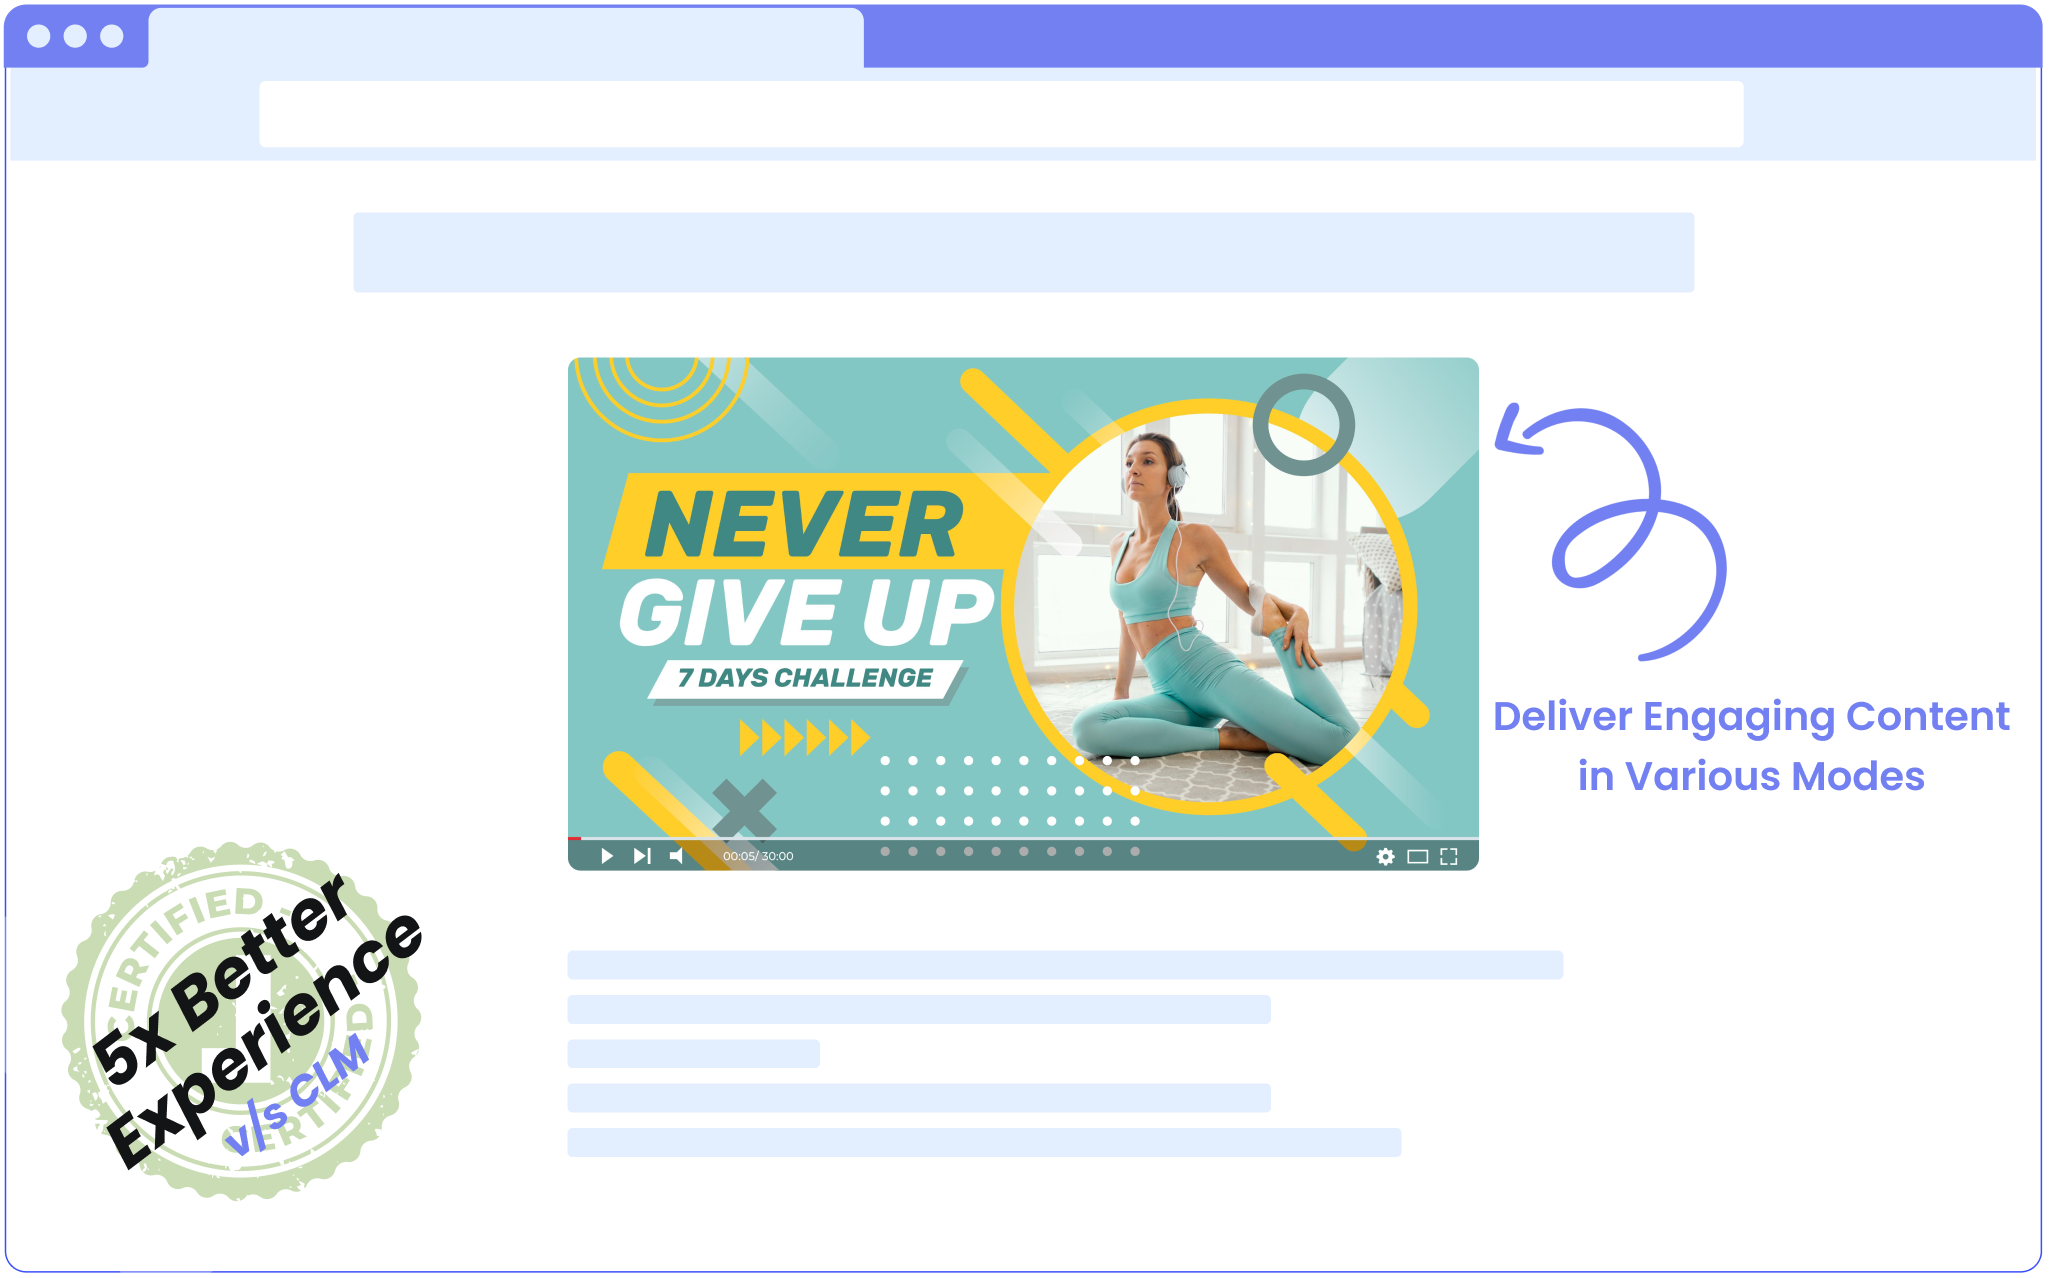 NEVER
GIVE UP
7 DAYS CHALLENGE
00:05/ 30:00
Deliver Engaging Content
in Various Modes
CERTIFIED
5x Better
Experience
v/s CLM
CERTIFIED